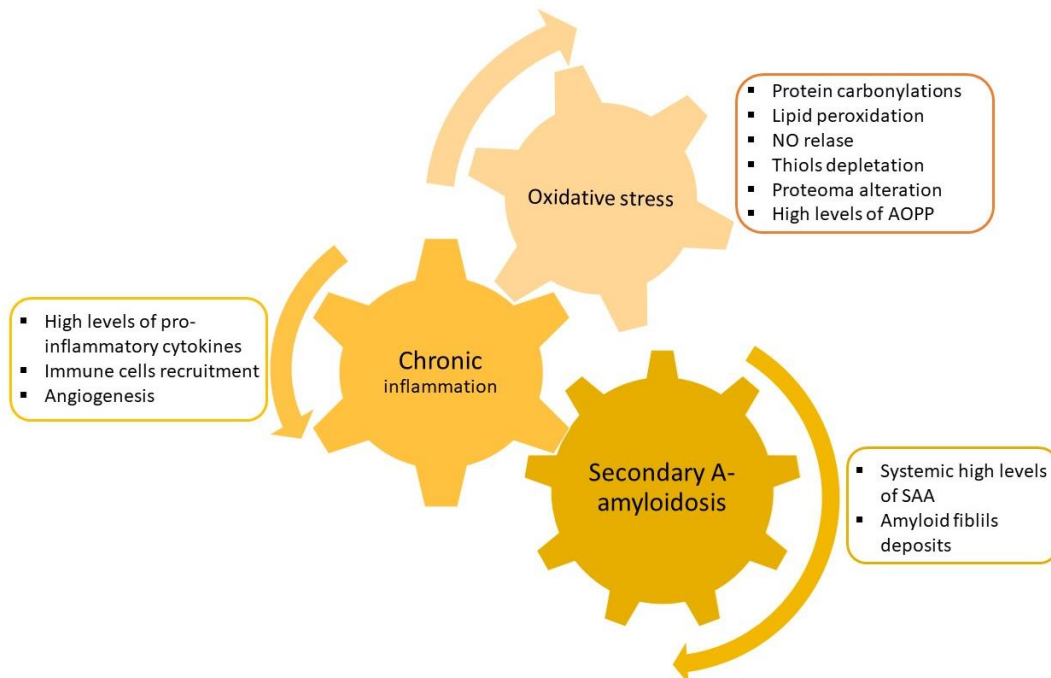 Oxidative stress
▪ Protein carbonylations
▪ Lipid peroxidation
▪ NO relase
▪ Thiols depletation
▪ Proteoma alteration
▪ High levels of AOPP
▪ High levels of pro-
inflammatory cytokines
▪ Immune cells recruitment
▪ Angiogenesis
Chronic
inflammation
Secondary A-
amyloidosis
▪ Systemic high levels
of SAA
▪ Amyloid fiblils
deposits